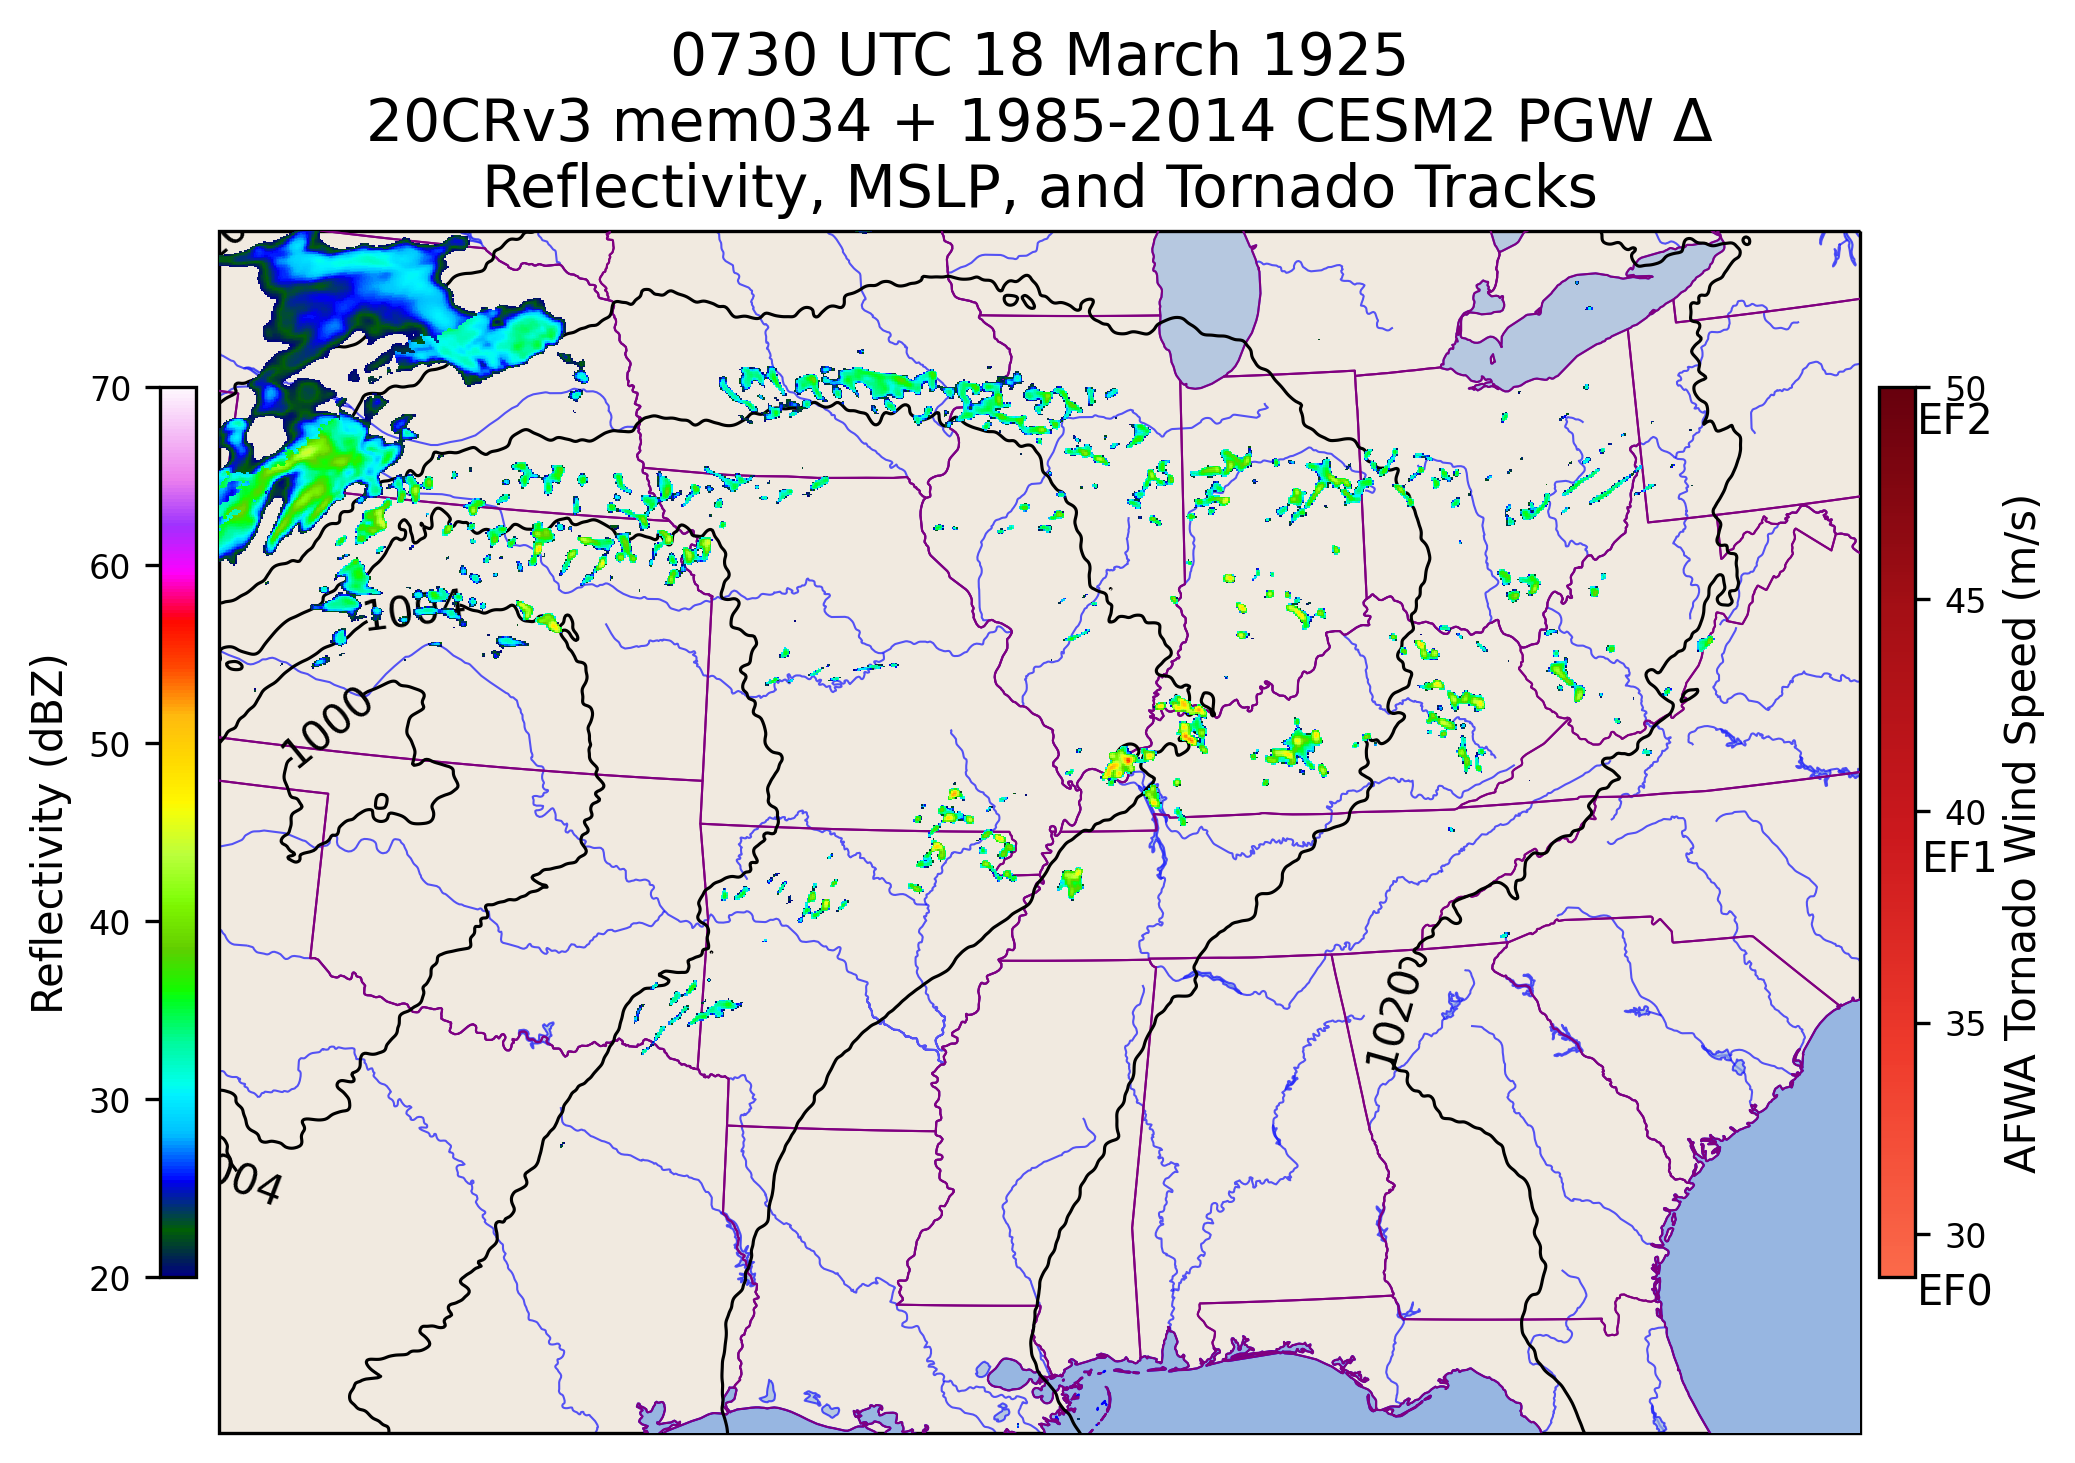 0730 UTC 18 March 1925
20CRv3 mem034 + 1985-2014 CESM2 PGW Δ
Reflectivity, MSLP, and Tornado Tracks
Reflectivity (dBZ)
70
60
50
40
30
20
1004
1000
1020
004
50
EF2
45
40
EF1
35
30
EF0
AFWA Tornado Wind Speed (m/s)